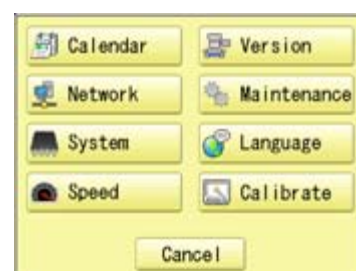 Calendar Version
Network Maintenance
System Language
Speed Calibrate
Cancel